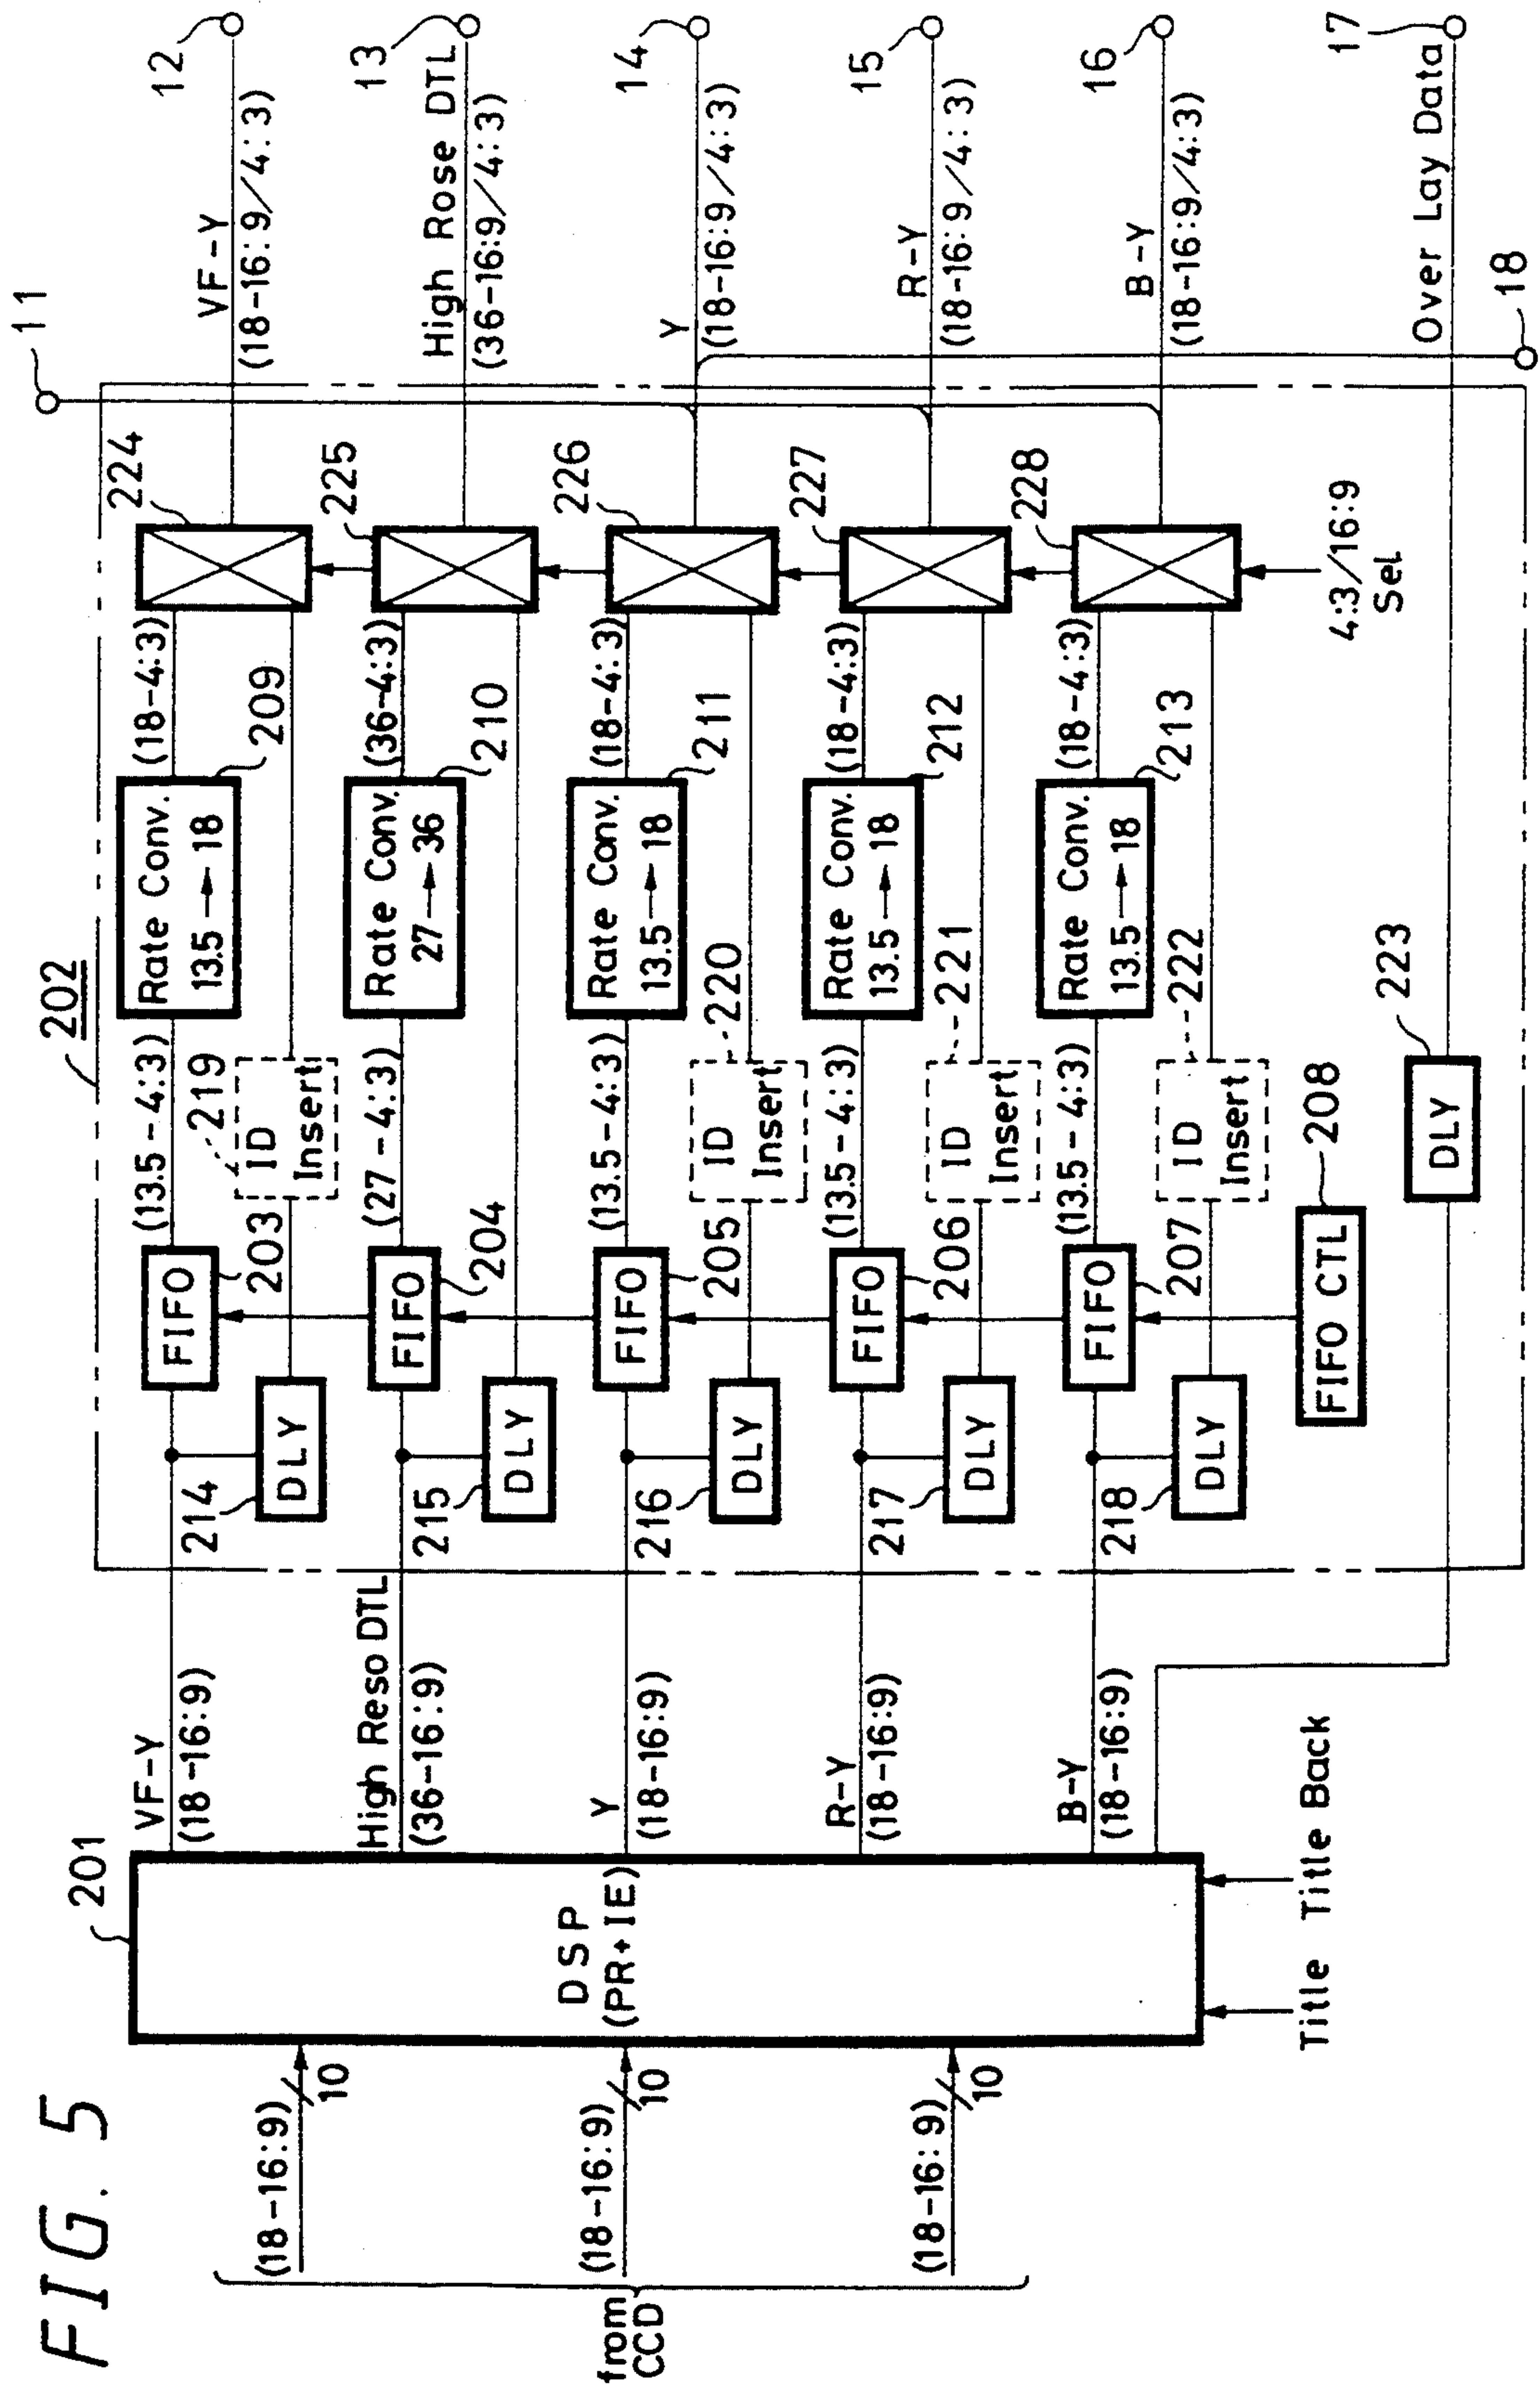 FIG. 5
from
CCD
(18-16:9)
10
(18-16:9)
10
(18-16:9)
10
201
DSP
(PR+IE)
Title
Title Back
VF-Y
(18-16:9)
High Reso DTL
(36-16:9)
Y
(18-16:9)
R-Y
(18-16:9)
B-Y
(18-16:9)
202
214
DLY
FIFO
203
(13.5-4:3)
219
ID
Insert
Rate Conv.
13.5→18
209
(18-4:3)
224
215
DLY
FIFO
204
(27-4:3)
Rate Conv.
27→36
210
(36-4:3)
225
216
DLY
FIFO
205
(13.5-4:3)
220
ID
Insert
Rate Conv.
13.5→18
211
(18-4:3)
226
217
DLY
FIFO
206
(13.5-4:3)
221
ID
Insert
Rate Conv.
13.5→18
212
(18-4:3)
227
218
DLY
FIFO
207
(13.5-4:3)
222
ID
Insert
Rate Conv.
13.5→18
213
(18-4:3)
228
FIFO CTL
208
DLY
223
4:3/16:9
Sel
11
VF-Y
(18-16:9/4:3)
12
High Rose DTL
(36-16:9/4:3)
13
Y
(18-16:9/4:3)
14
R-Y
(18-16:9/4:3)
15
B-Y
(18-16:9/4:3)
16
Over Lay Data
17
18